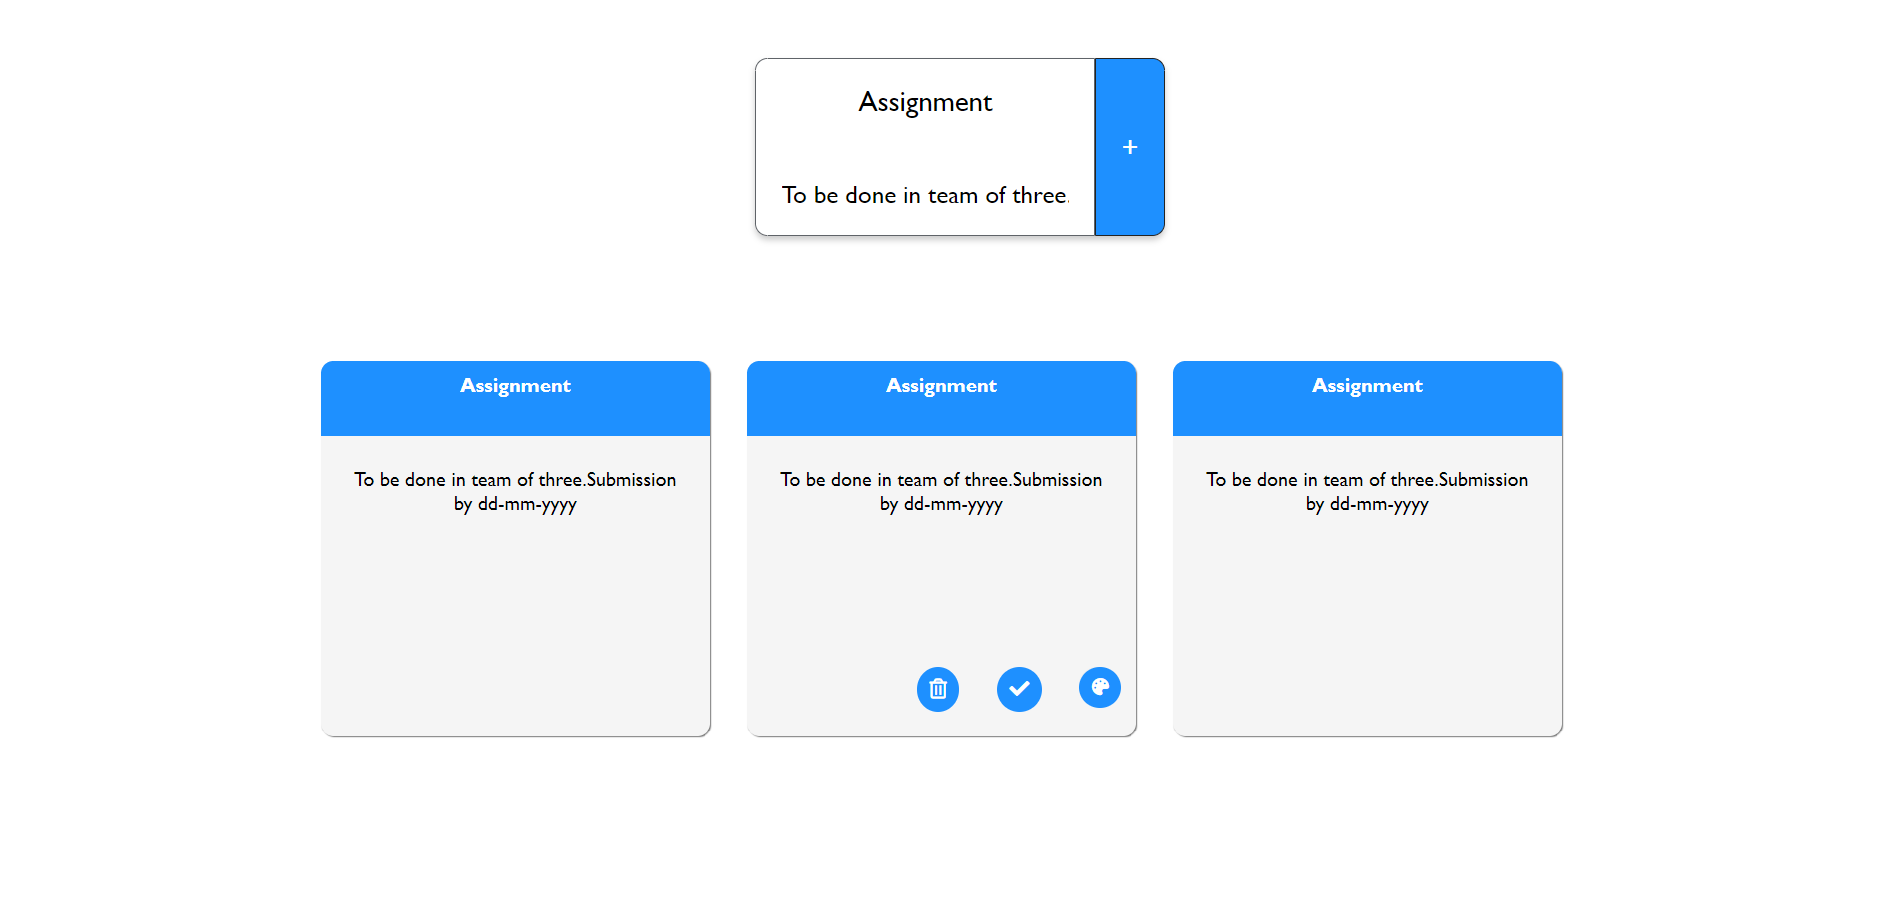 Assignment
+
To be done in team of three.
Assignment
To be done in team of three.Submission
by dd-mm-yyyy
Assignment
To be done in team of three.Submission
by dd-mm-yyyy
Assignment
To be done in team of three.Submission
by dd-mm-yyyy